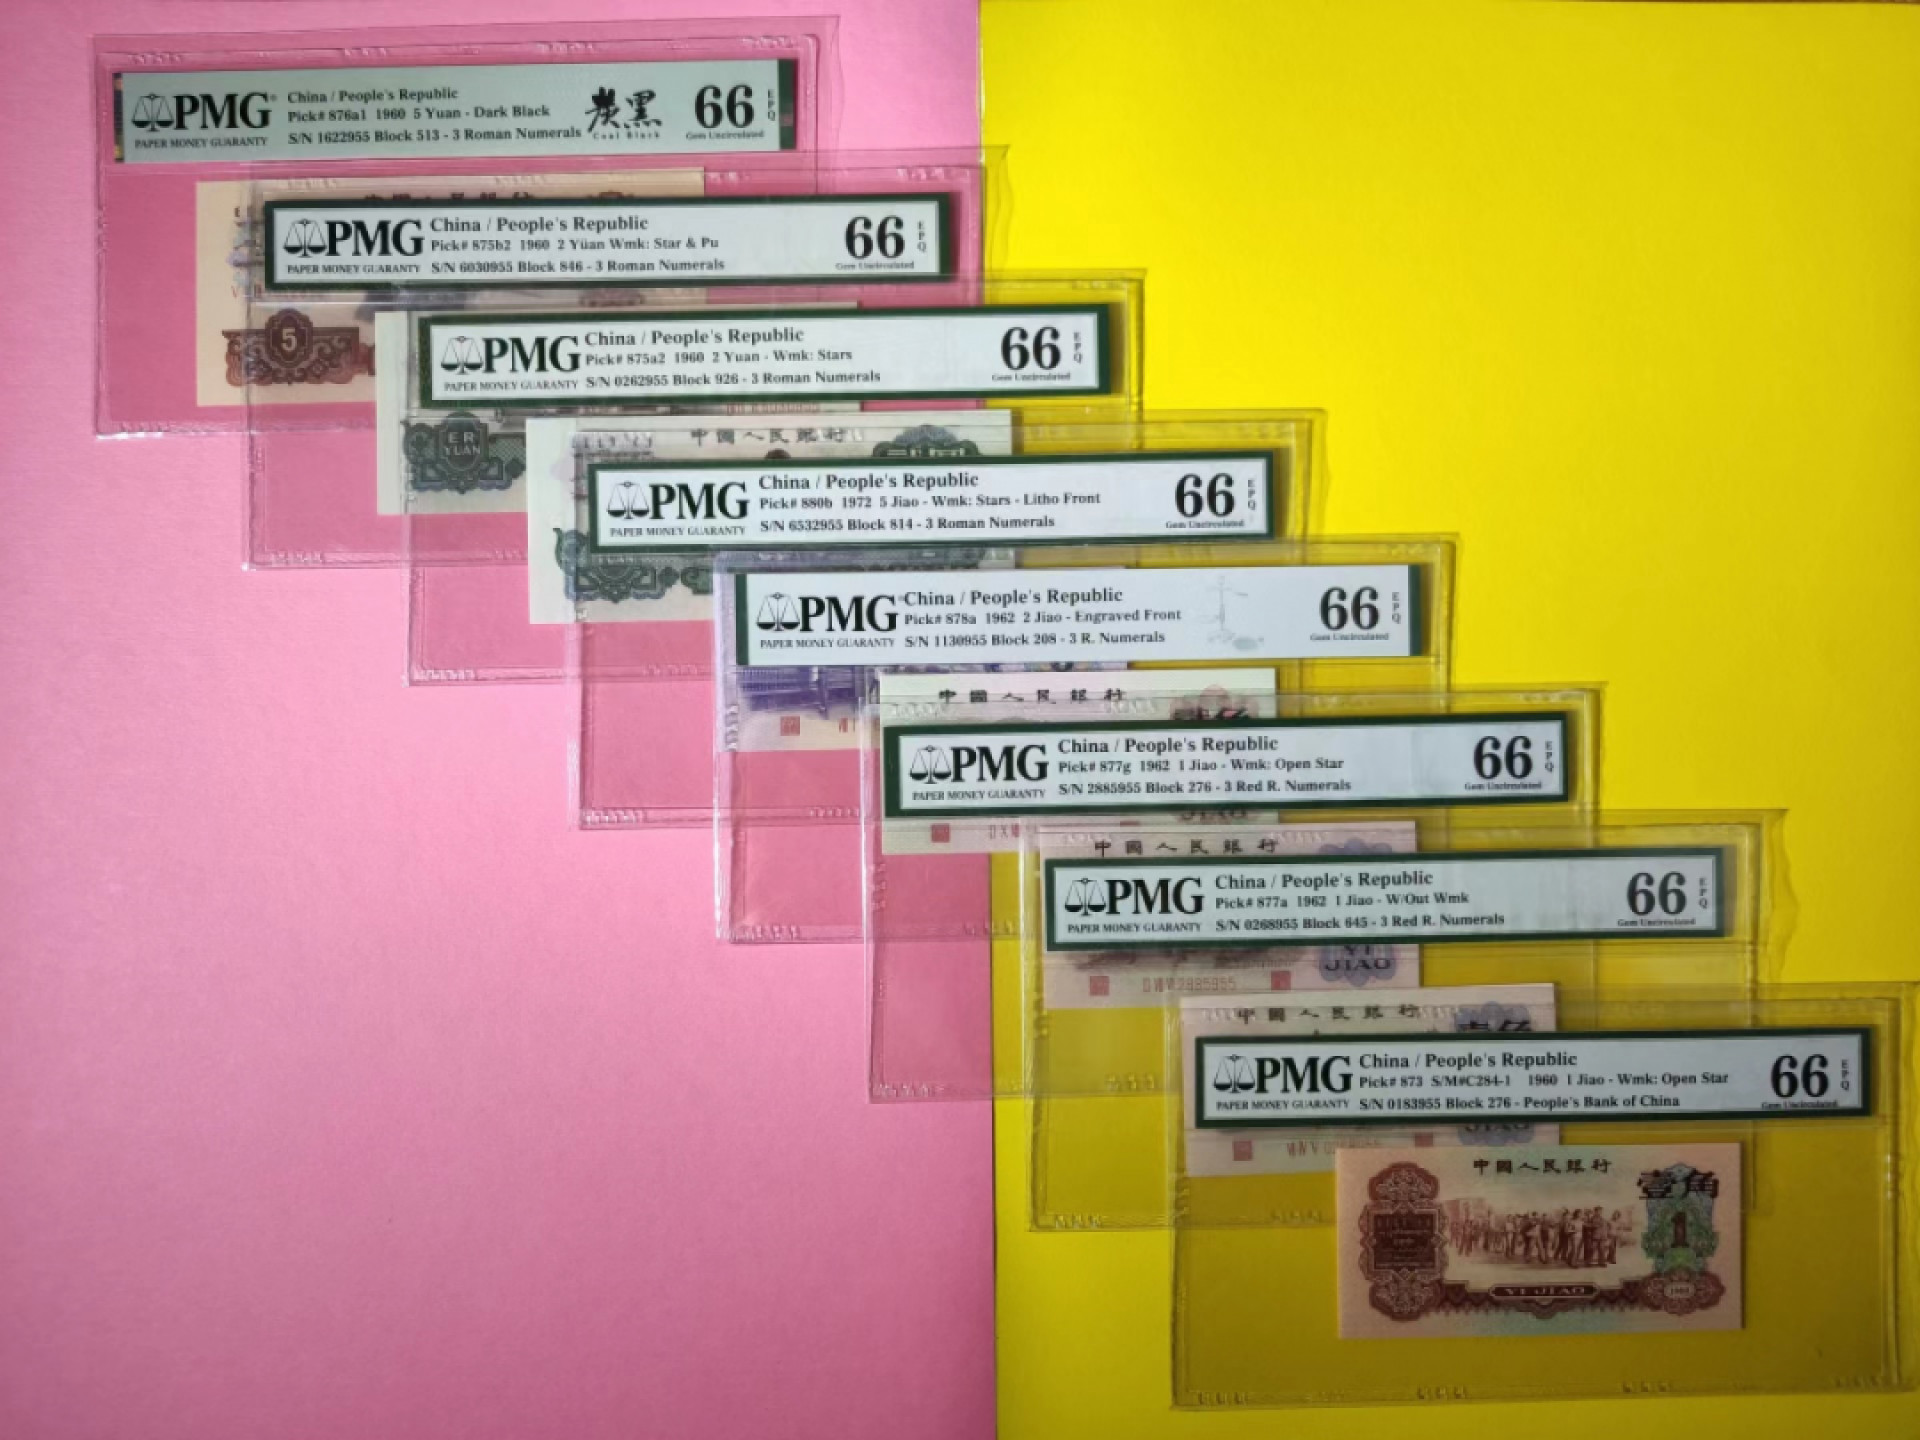 PMG
PAPER MONEY GUARANTY
China / People's Republic
Pick# 876a1 1960 5 Yuan - Dark Black
S/N 1622955 Block 513 - 3 Roman Numerals
炭黑
Coal Black
66
EPQ
Gem Uncirculated
5
PMG
PAPER MONEY GUARANTY
China / People's Republic
Pick# 875b2 1960 2 Yuan Wmk: Star & Pu
S/N 6030955 Block 846 - 3 Roman Numerals
66
EPQ
Gem Uncirculated
ER
YUAN
PMG
PAPER MONEY GUARANTY
China / People's Republic
Pick# 875a2 1960 2 Yuan - Wmk: Stars
S/N 0262955 Block 926 - 3 Roman Numerals
66
EPQ
Gem Uncirculated
中國人民銀行
PMG
PAPER MONEY GUARANTY
China / People's Republic
Pick# 880b 1972 5 Jiao - Wmk: Stars - Litho Front
S/N 6532955 Block 814 - 3 Roman Numerals
66
EPQ
Gem Uncirculated
PMG
PAPER MONEY GUARANTY
China / People's Republic
Pick# 878a 1962 2 Jiao - Engraved Front
S/N 1130955 Block 208 - 3 R. Numerals
66
EPQ
Gem Uncirculated
中國人民銀行
PMG
PAPER MONEY GUARANTY
China / People's Republic
Pick# 877g 1962 1 Jiao - Wmk: Open Star
S/N 2885955 Block 276 - 3 Red R. Numerals
66
EPQ
Gem Uncirculated
JIAO
中國人民銀行
PMG
PAPER MONEY GUARANTY
China / People's Republic
Pick# 877a 1962 1 Jiao - W/Out Wmk
S/N 0268955 Block 645 - 3 Red R. Numerals
66
EPQ
Gem Uncirculated
YI
JIAO
2885955
中國人民銀行
PMG
PAPER MONEY GUARANTY
China / People's Republic
Pick# 873 S/M#C284-1 1960 1 Jiao - Wmk: Open Star
S/N 0183955 Block 276 - People's Bank of China
66
EPQ
Gem Uncirculated
JIAO
中國人民銀行
壹角
1
YI JIAO
1960